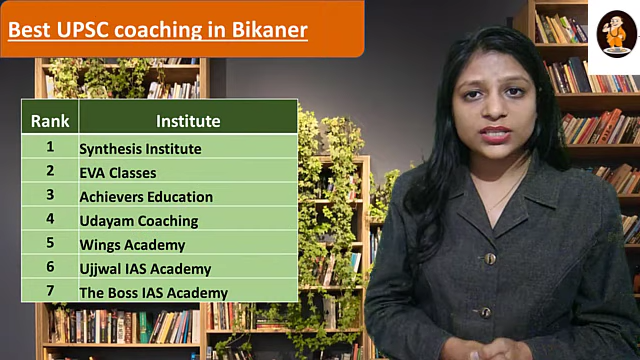 Best UPSC coaching in Bikaner
Rank Institute
1 Synthesis Institute
2 EVA Classes
3 Achievers Education
4 Udayam Coaching
5 Wings Academy
6 Ujjwal IAS Academy
7 The Boss IAS Academy